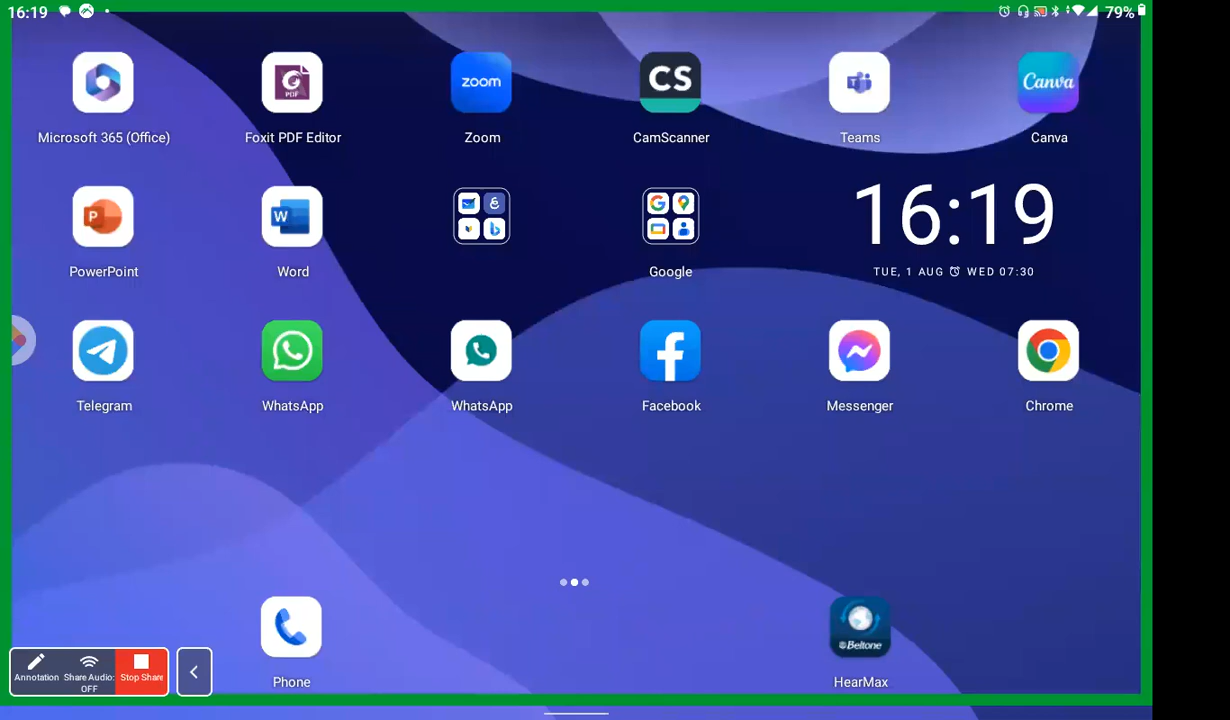 16:19
79%
zoom
CS
Canva
PDF
Microsoft 365 (Office)
Foxit PDF Editor
Zoom
CamScanner
Teams
Canva
P
W
16:19
PowerPoint
Word
Google
TUE, 1 AUG WED 07:30
Telegram
WhatsApp
WhatsApp
Facebook
Messenger
Chrome
Beltone
Annotation
Share Audio: OFF
Stop Share
Phone
HearMax